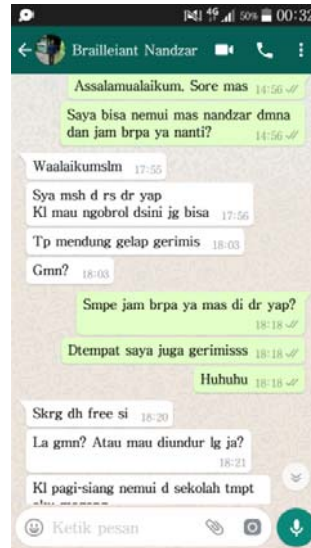 4G 50% 00:32
Brailleiant Nandzar
Assalamualaikum. Sore mas 14:56
Saya bisa nemui mas nandzar dmna
dan jam brpa ya nanti? 14:56
Waalaikumslm 17:55
Sya msh d rs dr yap
Kl mau ngobrol dsini jg bisa 17:56
Tp mendung gelap gerimis 18:03
Gmn? 18:03
Smpe jam brpa ya mas di dr yap?
18:18
Dtempat saya juga gerimisss 18:18
Huhuhu 18:18
Skrg dh free si 18:20
La gmn? Atau mau diundur lg ja?
18:21
Kl pagi-siang nemui d sekolah tmpt
Ketik pesan